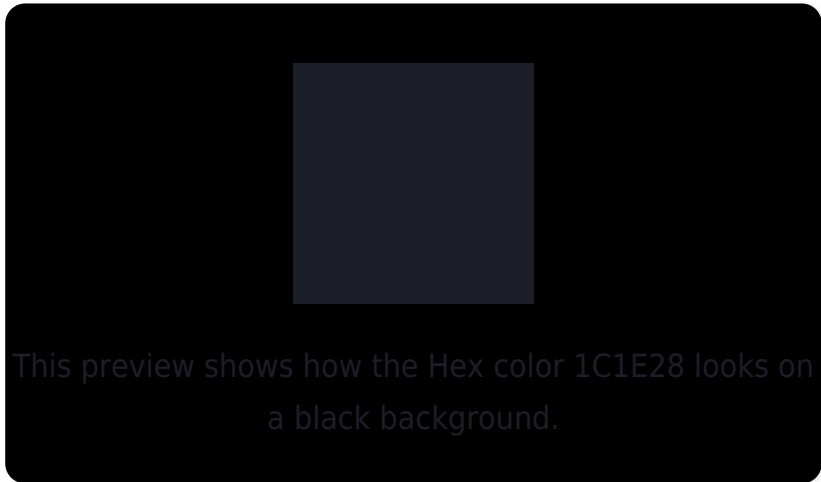 This preview shows how the Hex color 1C1E28 looks on
a black background.